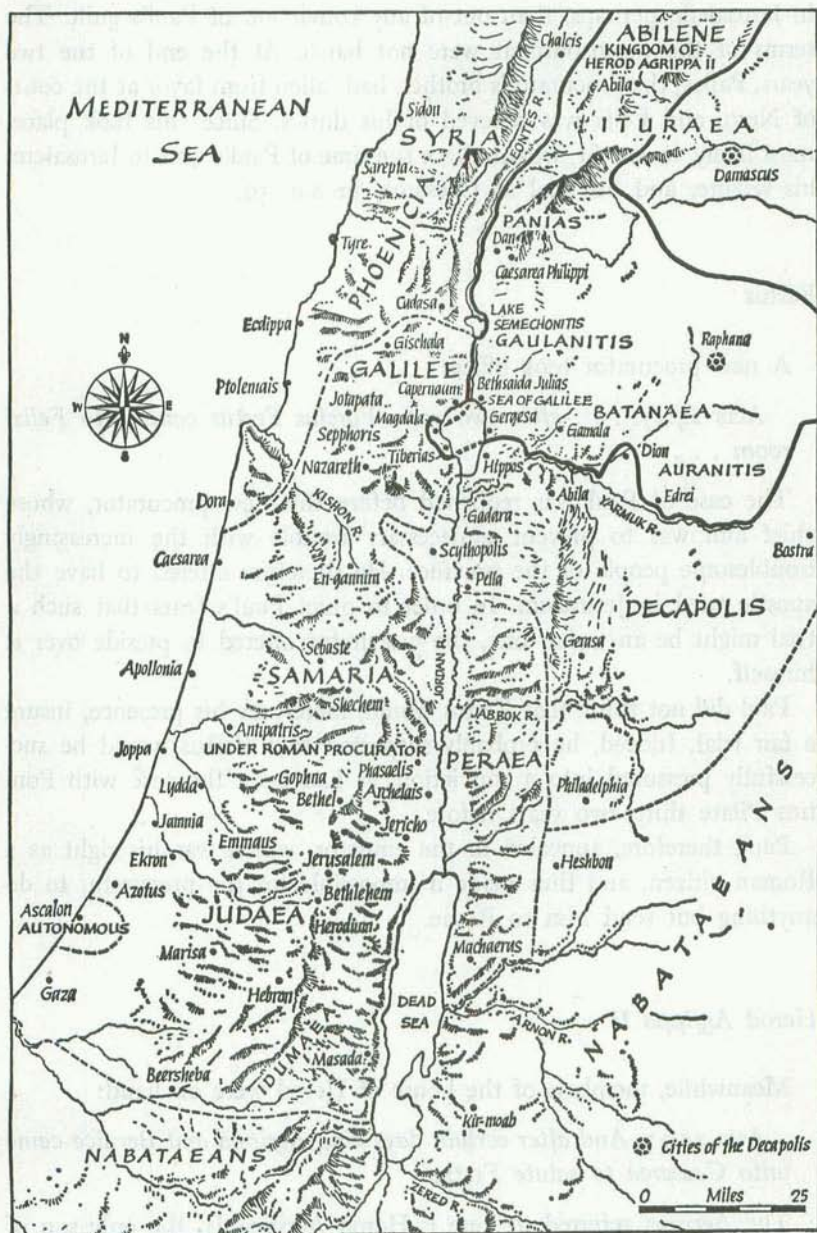 ABILENE
KINGDOM OF
HEROD AGRIPPA II
Chalcis
Abila
MEDITERRANEAN
SEA
Sidon
SYRIA
LEONTES R.
ITURAEA
Damascus
Sarepta
PHOENICIA
PANIAS
Dan
Caesarea Philippi
Tyre
Cadasa
LAKE
SEMECHONITIS
Ecdippa
Gischala
GAULANITIS
Raphana
N
W
E
S
GALILEE
Ptolemais
Capernaum
Bethsaida Julias
SEA OF GALILEE
Jotapata
Magdala
Gergesa
BATANAEA
Sepphoris
Gamala
Tiberias
Dion
Nazareth
Hippos
AURANITIS
Dora
KISHON R.
Abila
Edrei
Gadara
YARMUK R.
Scythopolis
Bostra
Caesarea
En-gannim
Pella
DECAPOLIS
Gerasa
Sebaste
JORDAN R.
Apollonia
SAMARIA
Shechem
JABBOK R.
Antipatris
Joppa
UNDER ROMAN PROCURATOR
PERAEA
Phasaelis
Lydda
Gophna
Archelais
Philadelphia
Bethel
Jamnia
Jericho
Emmaus
Ekron
Jerusalem
Heshbon
Azotus
Bethlehem
Ascalon
AUTONOMOUS
JUDAEA
Herodian
Marisa
Machaerus
Gaza
Hebron
DEAD
SEA
NABATAEANS
ARNON R.
IDUMAEA
Masada
Beersheba
Kir-moab
NABATAEANS
Cities of the Decapolis
ZERED R.
0 Miles 25